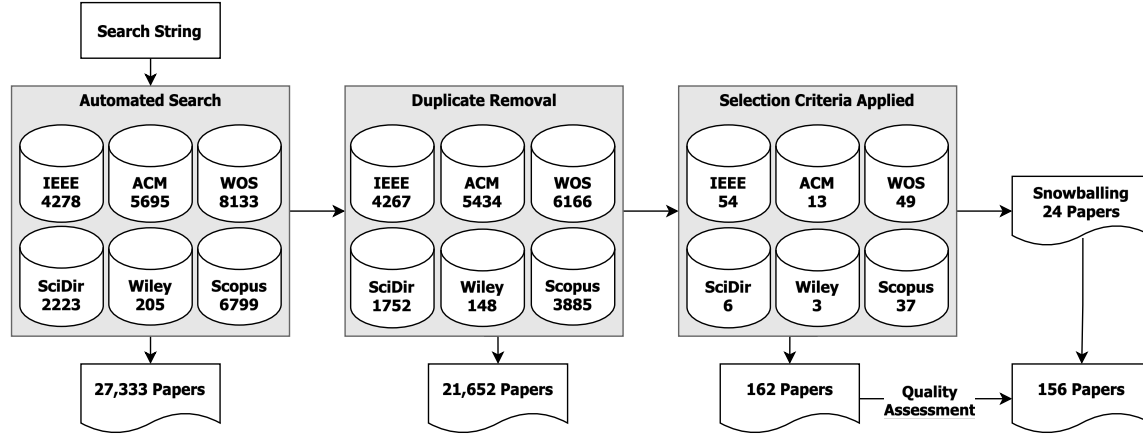 Search String
Automated Search
IEEE
4278
ACM
5695
WOS
8133
SciDir
2223
Wiley
205
Scopus
6799
27,333 Papers
Duplicate Removal
IEEE
4267
ACM
5434
WOS
6166
SciDir
1752
Wiley
148
Scopus
3885
21,652 Papers
Selection Criteria Applied
IEEE
54
ACM
13
WOS
49
SciDir
6
Wiley
3
Scopus
37
162 Papers
Snowballing
24 Papers
Quality
Assessment
156 Papers